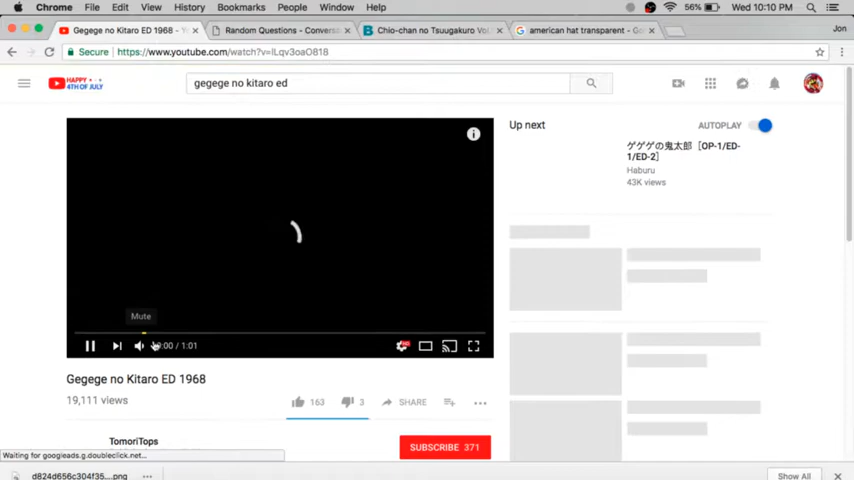 Chrome File Edit View History Bookmarks People Window Help 56% Wed 10:10 PM
Gegege no Kitaro ED 1968 - Y Random Questions - Convers Chio-chan no Tsuugakuro Vol. american hat transparent - Go Jon
Secure https://www.youtube.com/watch?v=lLqv3oaO818
HAPPY 4TH OF JULY gegege no kitaro ed
Up next AUTOPLAY
ゲゲゲの鬼太郎 [OP-1/ED-1/ED-2]
Haburu
43K views
Mute
0:00 / 1:01
Gegege no Kitaro ED 1968
19,111 views 163 3 SHARE
TomoriTops SUBSCRIBE 371
Waiting for googleads.g.doubleclick.net...
d824d656c304f35....png Show All